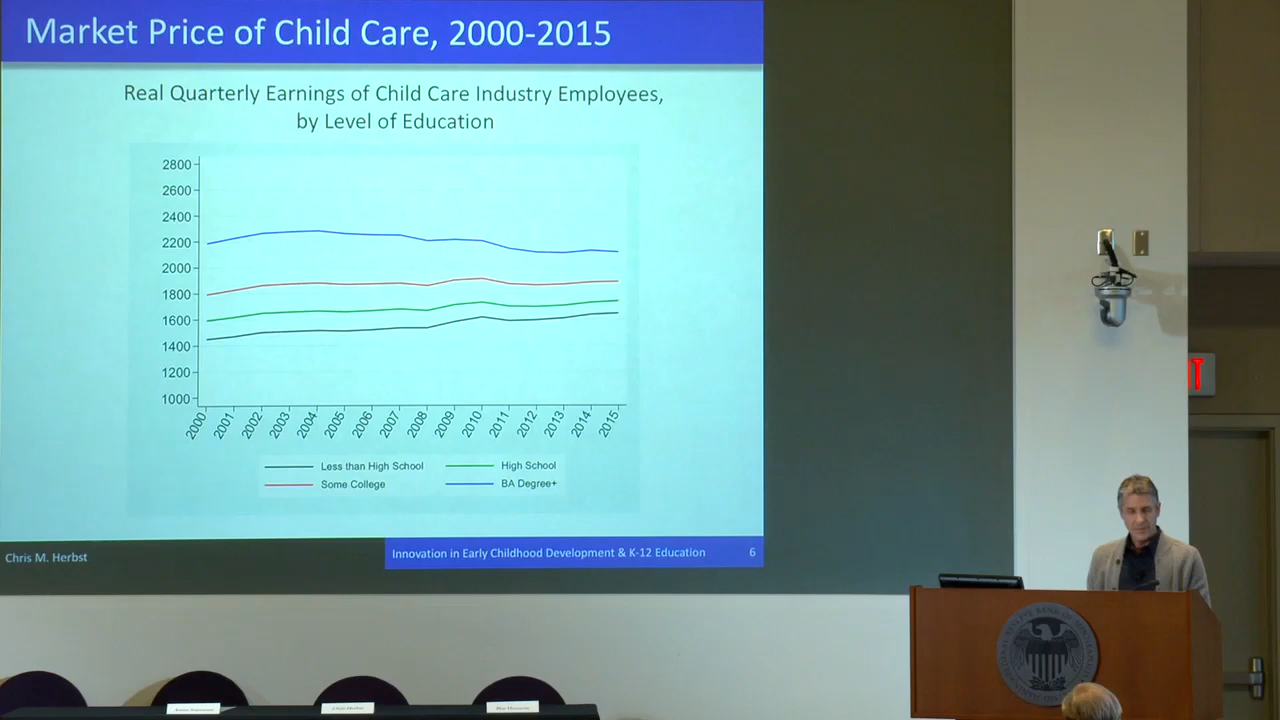 Market Price of Child Care, 2000-2015
Real Quarterly Earnings of Child Care Industry Employees,
by Level of Education
2800
2600
2400
2200
2000
1800
1600
1400
1200
1000
2000 2001 2002 2003 2004 2005 2006 2007 2008 2009 2010 2011 2012 2013 2014 2015
Less than High School High School
Some College BA Degree+
Chris M. Herbst
Innovation in Early Childhood Development & K-12 Education 6